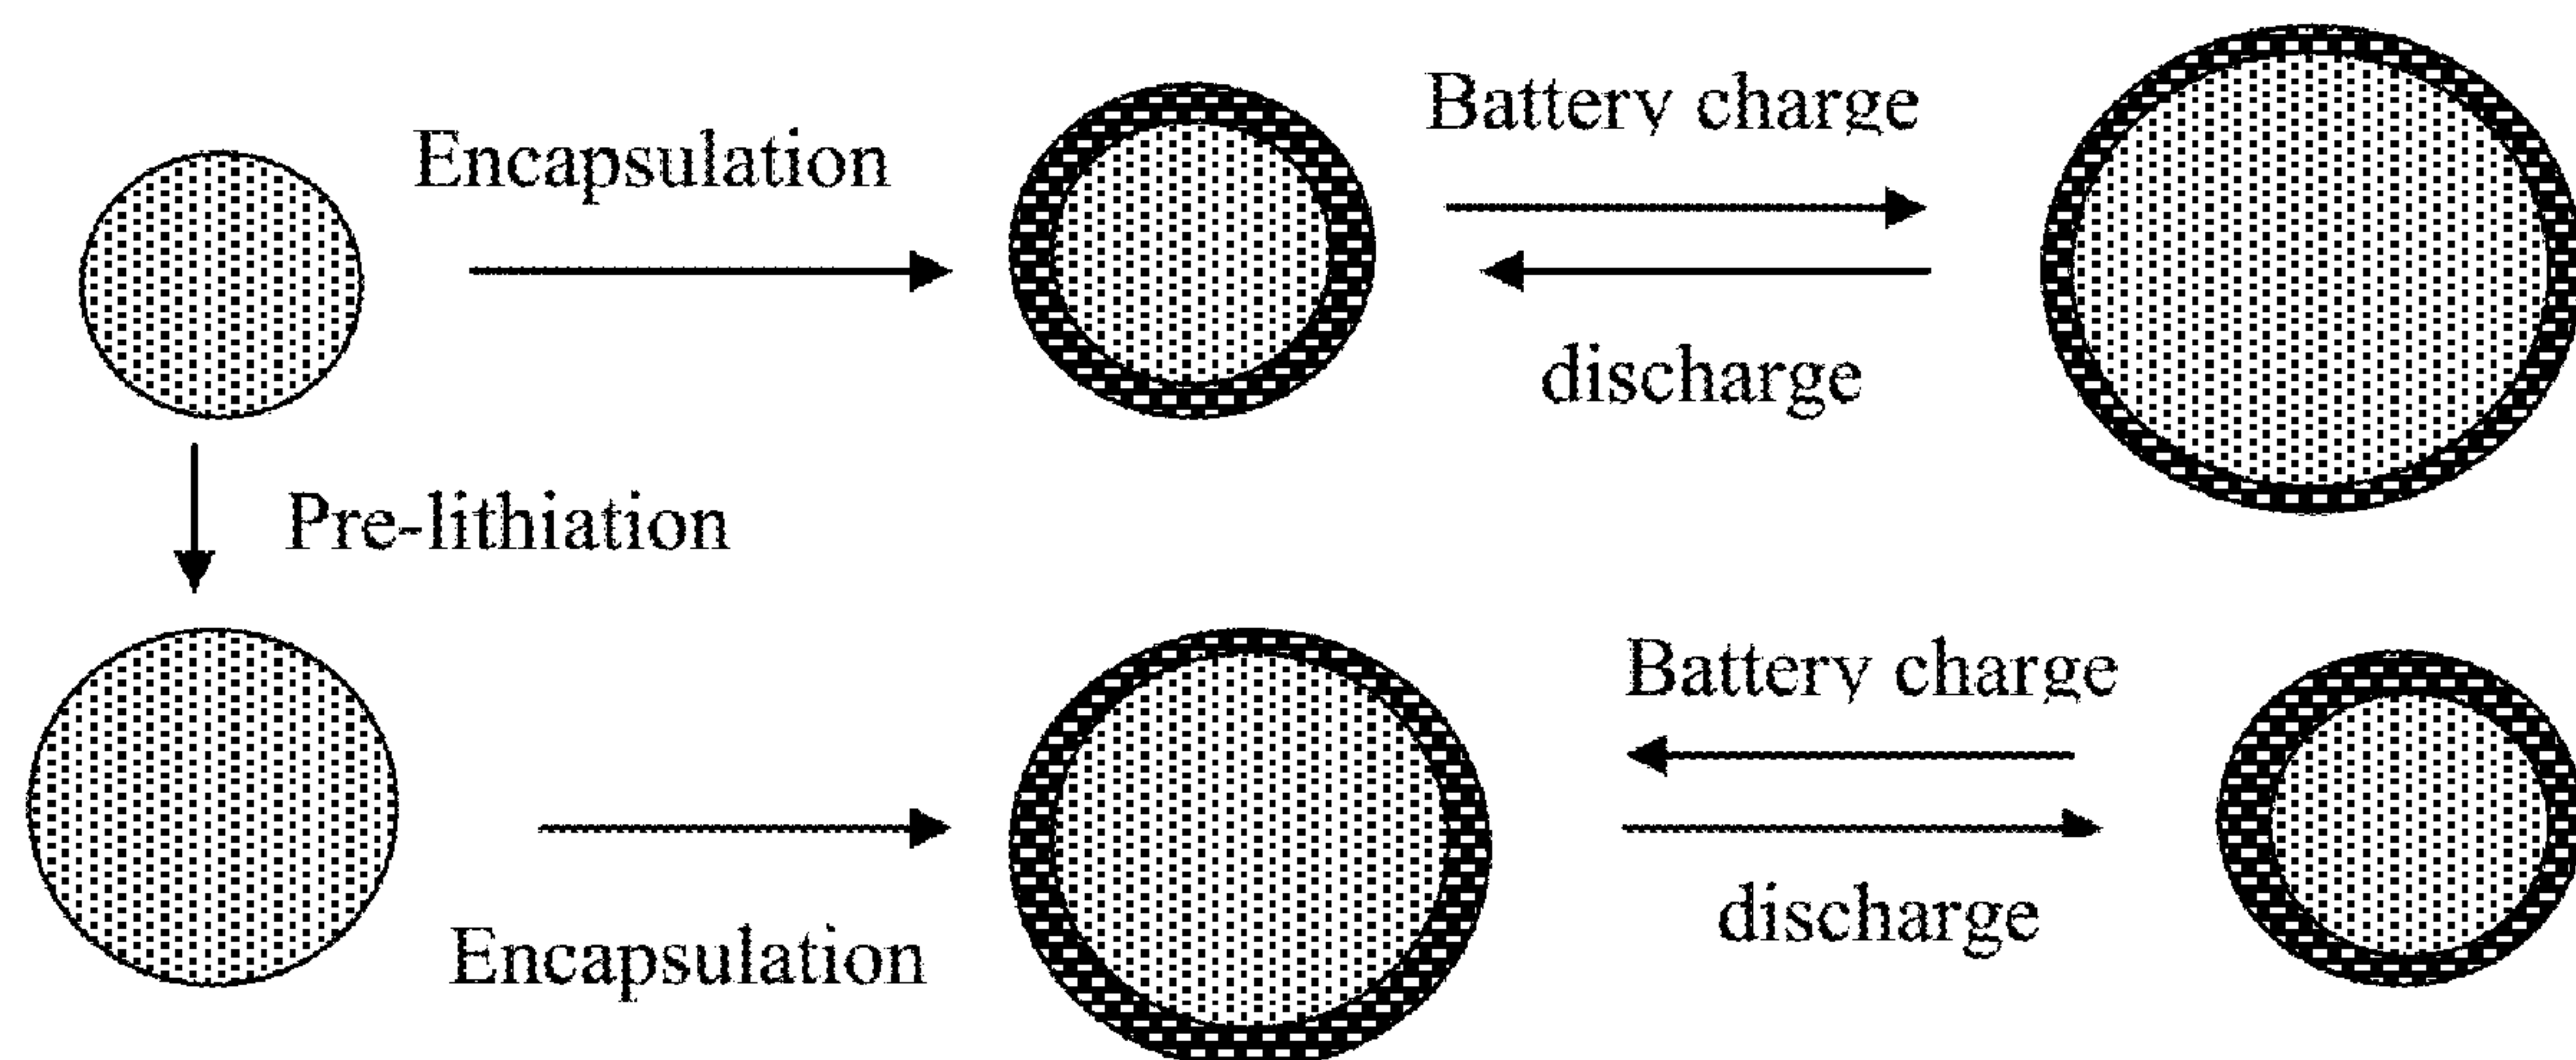 Battery charge
Encapsulation
discharge
Pre-lithiation
Battery charge
discharge
Encapsulation